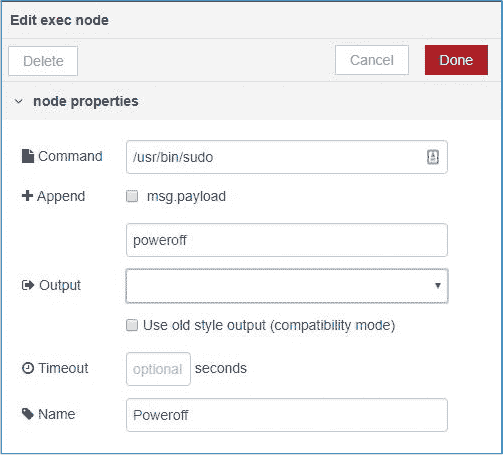 Edit exec node
Delete Cancel Done
node properties
Command /usr/bin/sudo
Append msg.payload
poweroff
Output
Use old style output (compatibility mode)
Timeout optional seconds
Name Poweroff